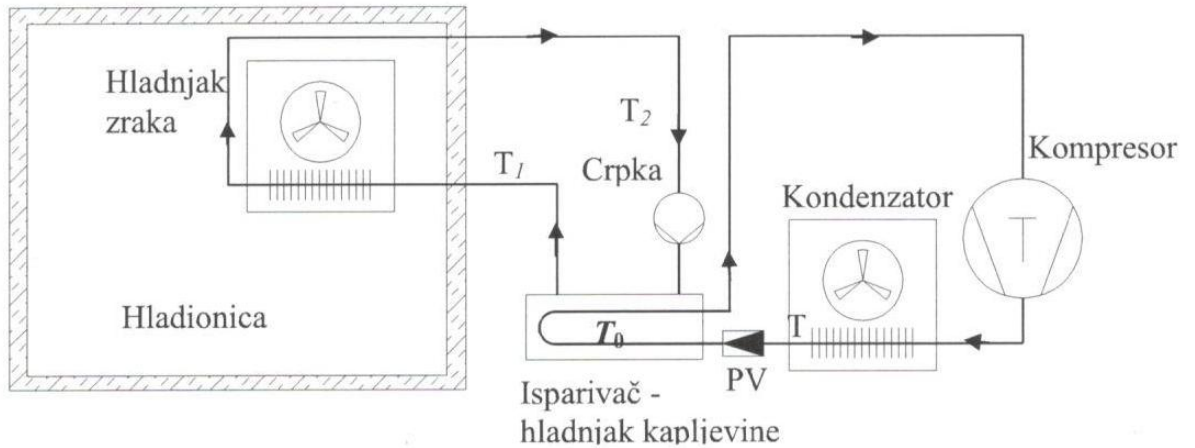 Hladnjak
zraka
T2
T1
Crpka
Kompresor
Kondenzator
Hladionica
T0
T
PV
Isparivač -
hladnjak kapljevine